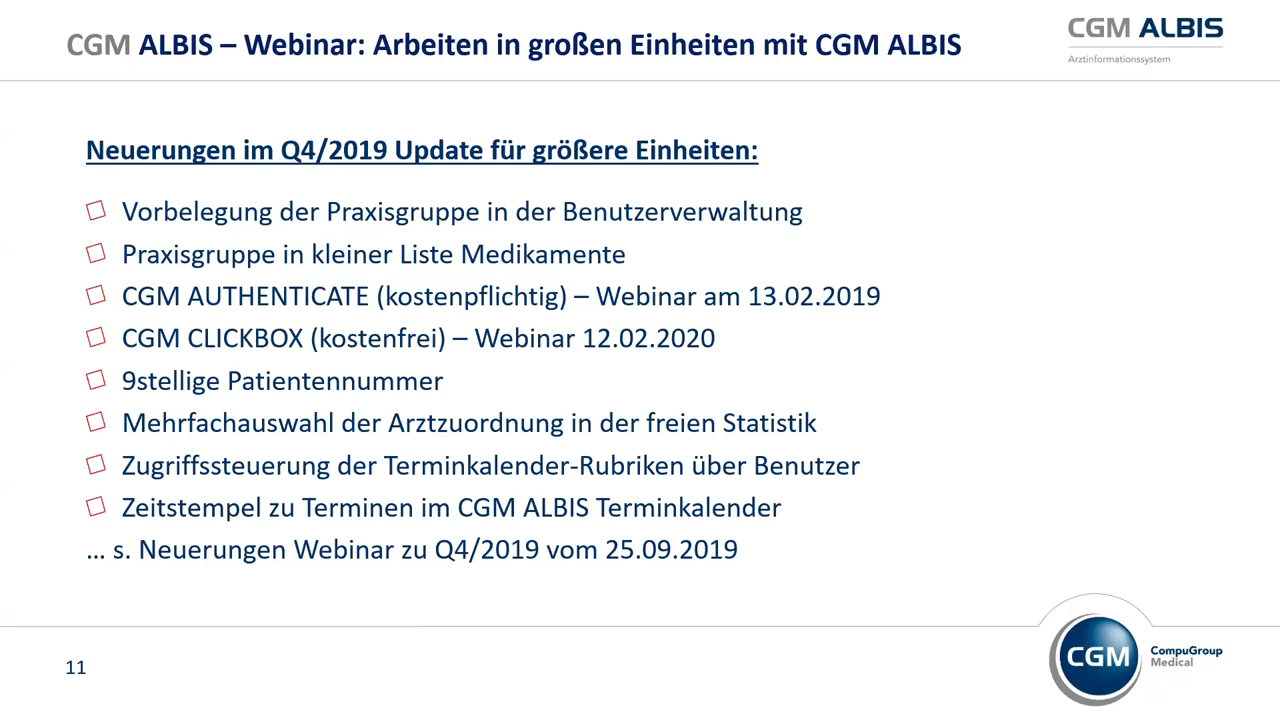 CGM ALBIS – Webinar: Arbeiten in großen Einheiten mit CGM ALBIS
CGM ALBIS
Arztinformationssystem
Neuerungen im Q4/2019 Update für größere Einheiten:
Vorbelegung der Praxisgruppe in der Benutzerverwaltung
Praxisgruppe in kleiner Liste Medikamente
CGM AUTHENTICATE (kostenpflichtig) – Webinar am 13.02.2019
CGM CLICKBOX (kostenfrei) – Webinar 12.02.2020
9stellige Patientennummer
Mehrfachauswahl der Arztzuordnung in der freien Statistik
Zugriffssteuerung der Terminkalender-Rubriken über Benutzer
Zeitstempel zu Terminen im CGM ALBIS Terminkalender
... s. Neuerungen Webinar zu Q4/2019 vom 25.09.2019
11
CGM
CompuGroup
Medical